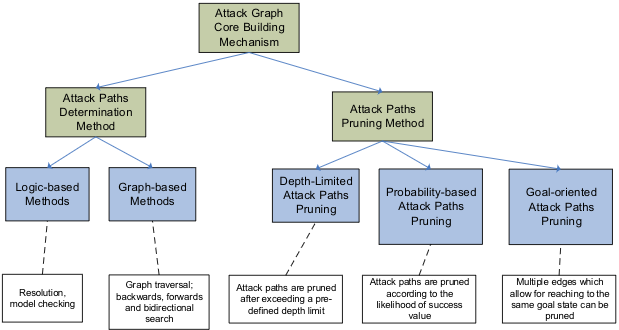 Attack Graph
Core Building
Mechanism
Attack Paths
Determination
Method
Attack Paths
Pruning Method
Logic-based
Methods
Graph-based
Methods
Depth-Limited
Attack Paths
Pruning
Probability-based
Attack Paths
Pruning
Goal-oriented
Attack Paths
Pruning
Resolution,
model checking
Graph traversal;
backwards, forwards
and bidirectional
search
Attack paths are pruned
after exceeding a pre-
defined depth limit
Attack paths are pruned
according to the
likelihood of success
value
Multiple edges which
allow for reaching to the
same goal state can be
pruned